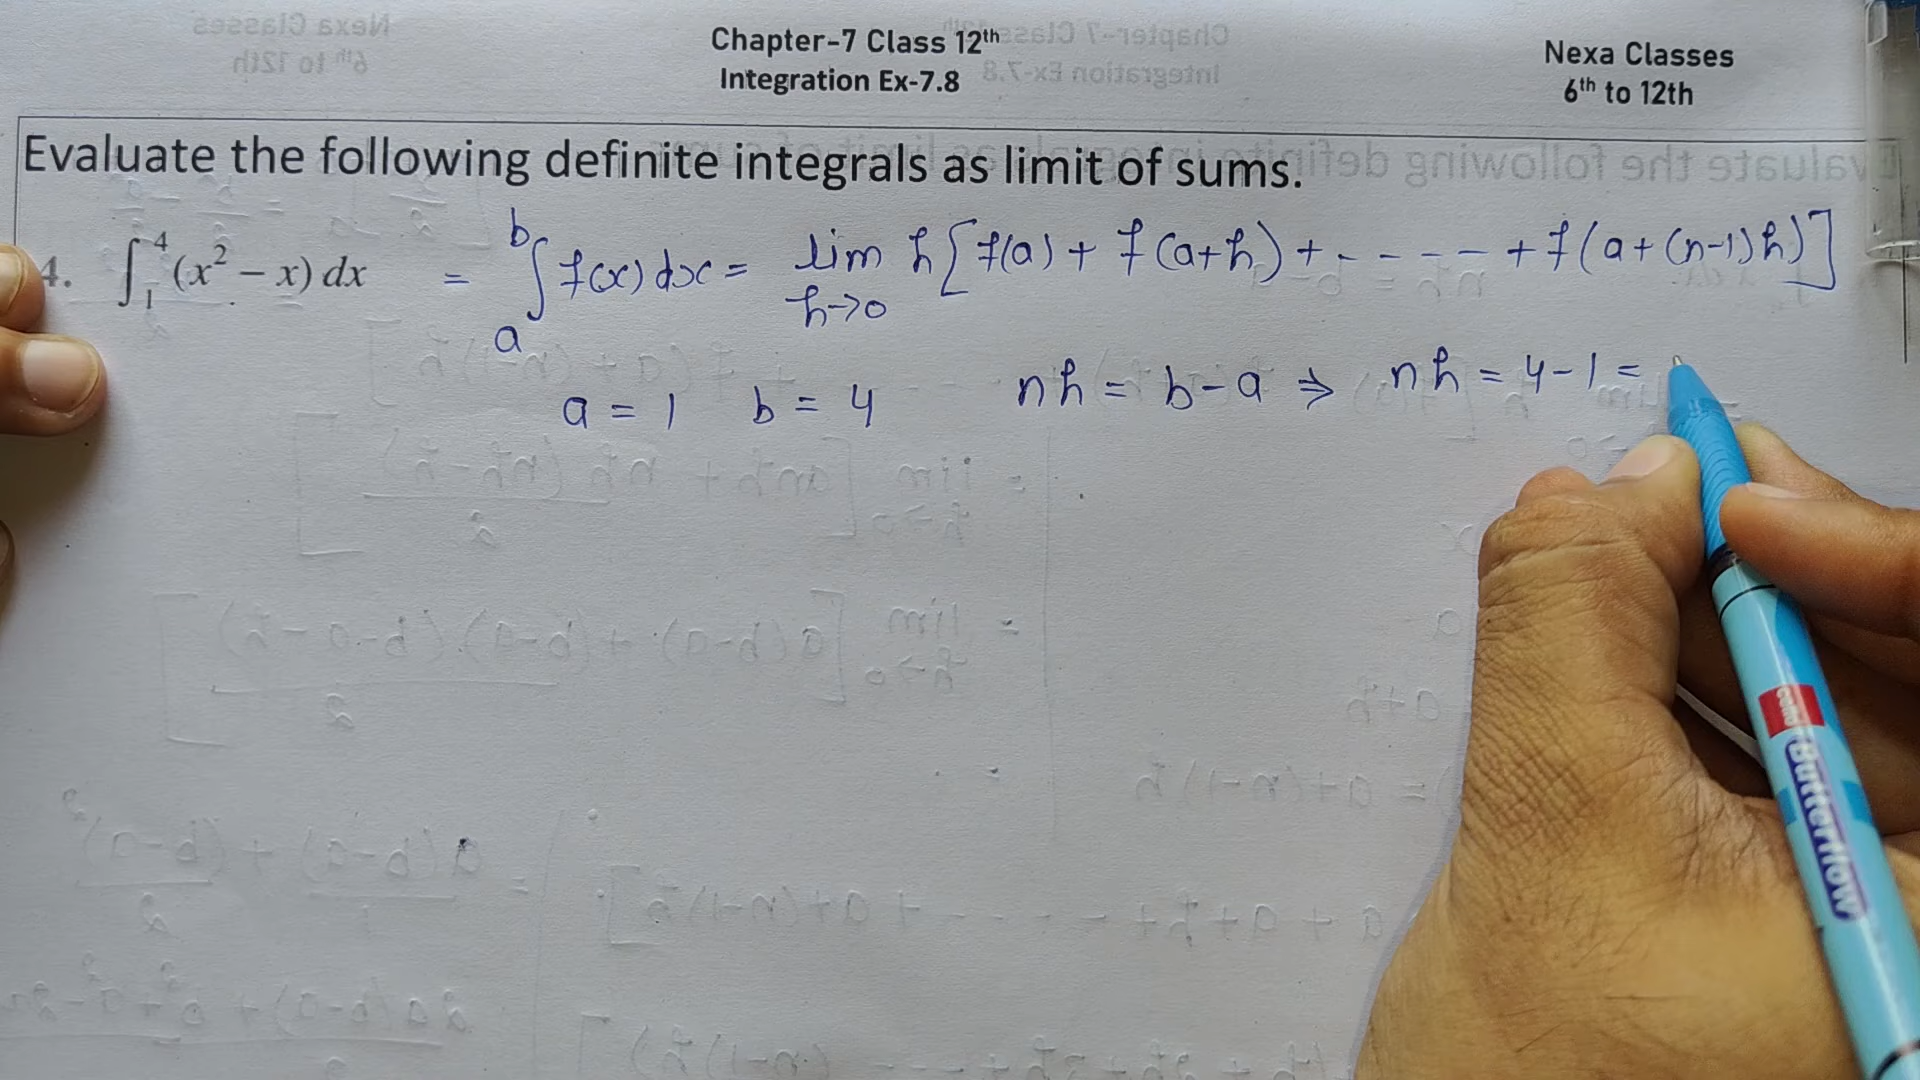 Chapter-7 Class 12th
Integration Ex-7.8
Nexa Classes
6th to 12th
Evaluate the following definite integrals as limit of sums.
4. ∫₁⁴ (x² – x) dx = ∫ₐᵇ f(x) dx = lim h→0 h [f(a) + f(a+h) + - - - - + f(a+(n-1)h)]
a = 1 b = 4 nh = b-a ⇒ nh = 4-1 =
Butterflow